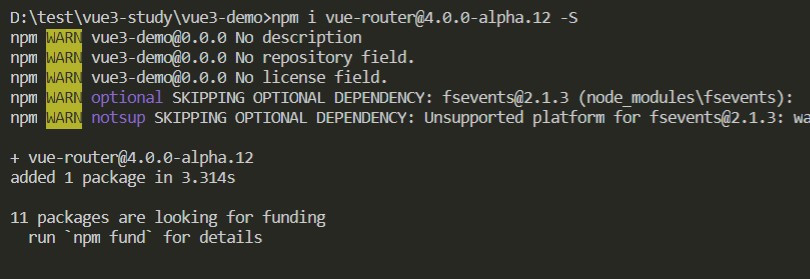 D:\test\vue3-study\vue3-demo>npm i vue-router@4.0.0-alpha.12 -S
npm WARN vue3-demo@0.0.0 No description
npm WARN vue3-demo@0.0.0 No repository field.
npm WARN vue3-demo@0.0.0 No license field.
npm WARN optional SKIPPING OPTIONAL DEPENDENCY: fsevents@2.1.3 (node_modules\fsevents):
npm WARN notsup SKIPPING OPTIONAL DEPENDENCY: Unsupported platform for fsevents@2.1.3: wa
+ vue-router@4.0.0-alpha.12
added 1 package in 3.314s
11 packages are looking for funding
run `npm fund` for details